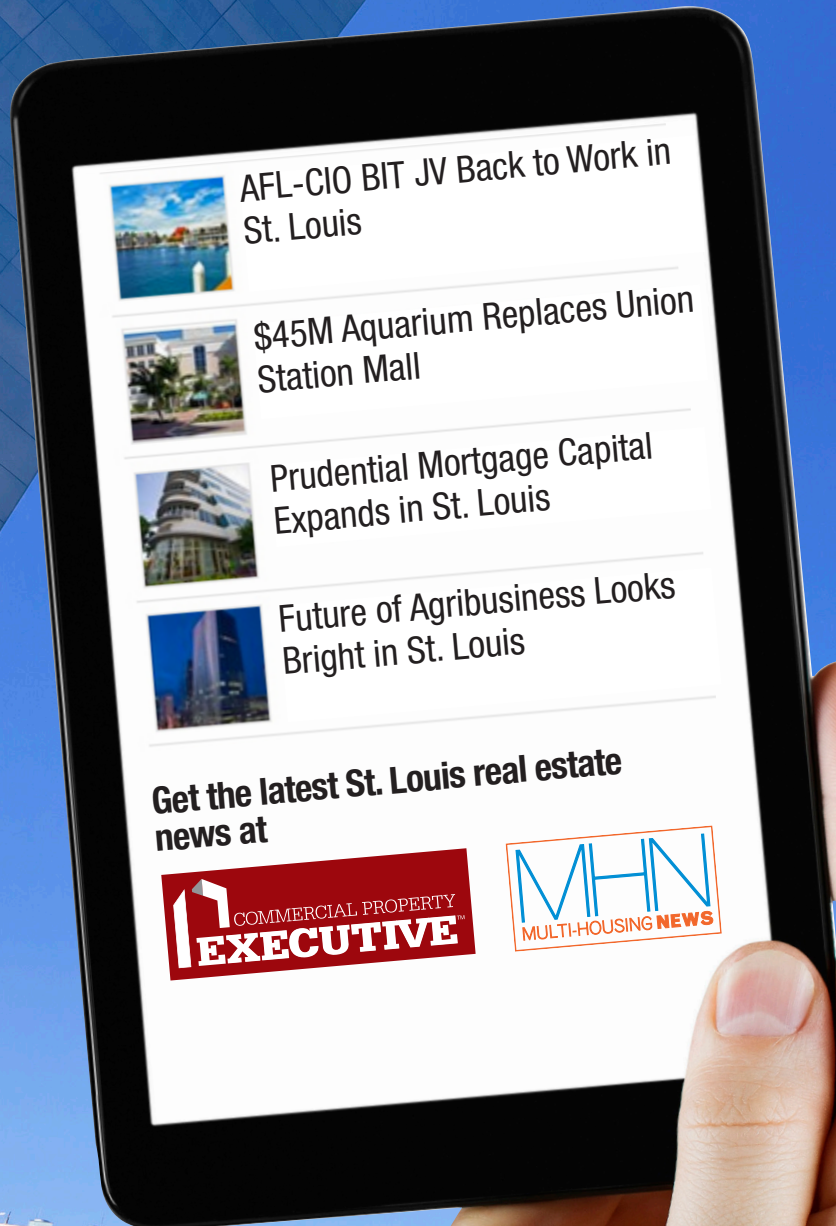 AFL-CIO BIT JV Back to Work in
St. Louis
$45M Aquarium Replaces Union
Station Mall
Prudential Mortgage Capital
Expands in St. Louis
Future of Agribusiness Looks
Bright in St. Louis
Get the latest St. Louis real estate
news at
COMMERCIAL PROPERTY
EXECUTIVE™
MHN
MULTI-HOUSING NEWS